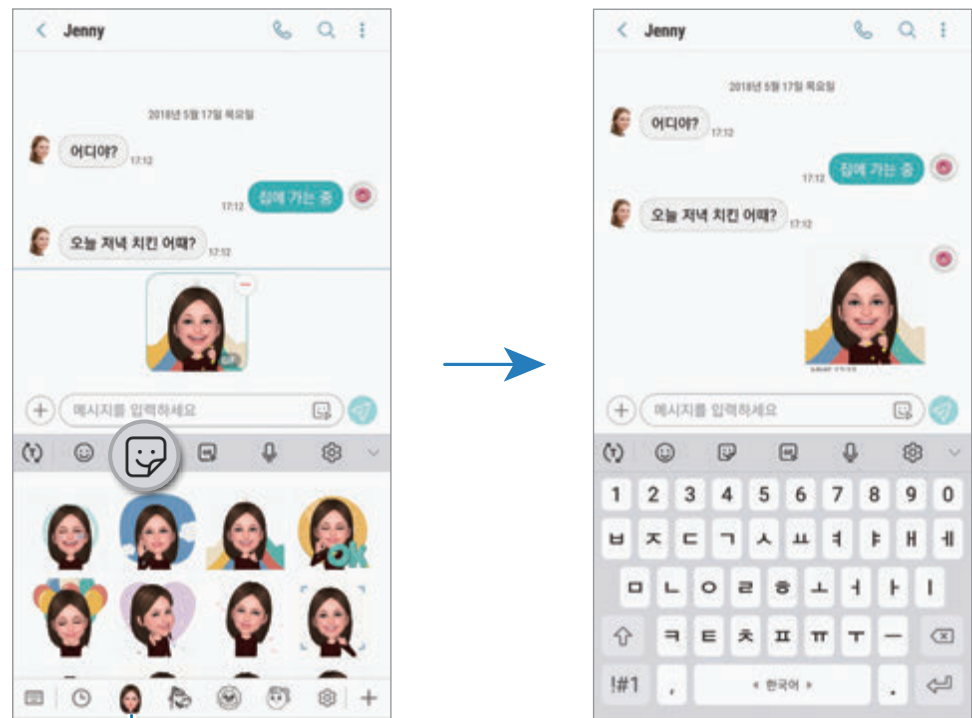 Jenny
2018년 5월 17일 목요일
어디야?
17:12
집에 가는 중
17:12
오늘 저녁 치킨 어때?
17:12
GIF
메시지를 입력하세요
OK
Jenny
2018년 5월 17일 목요일
어디야?
17:12
집에 가는 중
17:12
오늘 저녁 치킨 어때?
17:12
메시지를 입력하세요
1 2 3 4 5 6 7 8 9 0
ㅂ ㅈ ㄷ ㄱ ㅅ ㅛ ㅕ ㅑ ㅐ ㅔ
ㅁ ㄴ ㅇ ㄹ ㅎ ㅗ ㅓ ㅏ ㅣ
ㅋ ㅌ ㅊ ㅍ ㅠ ㅜ ㅡ
!#1 , 한국어 .